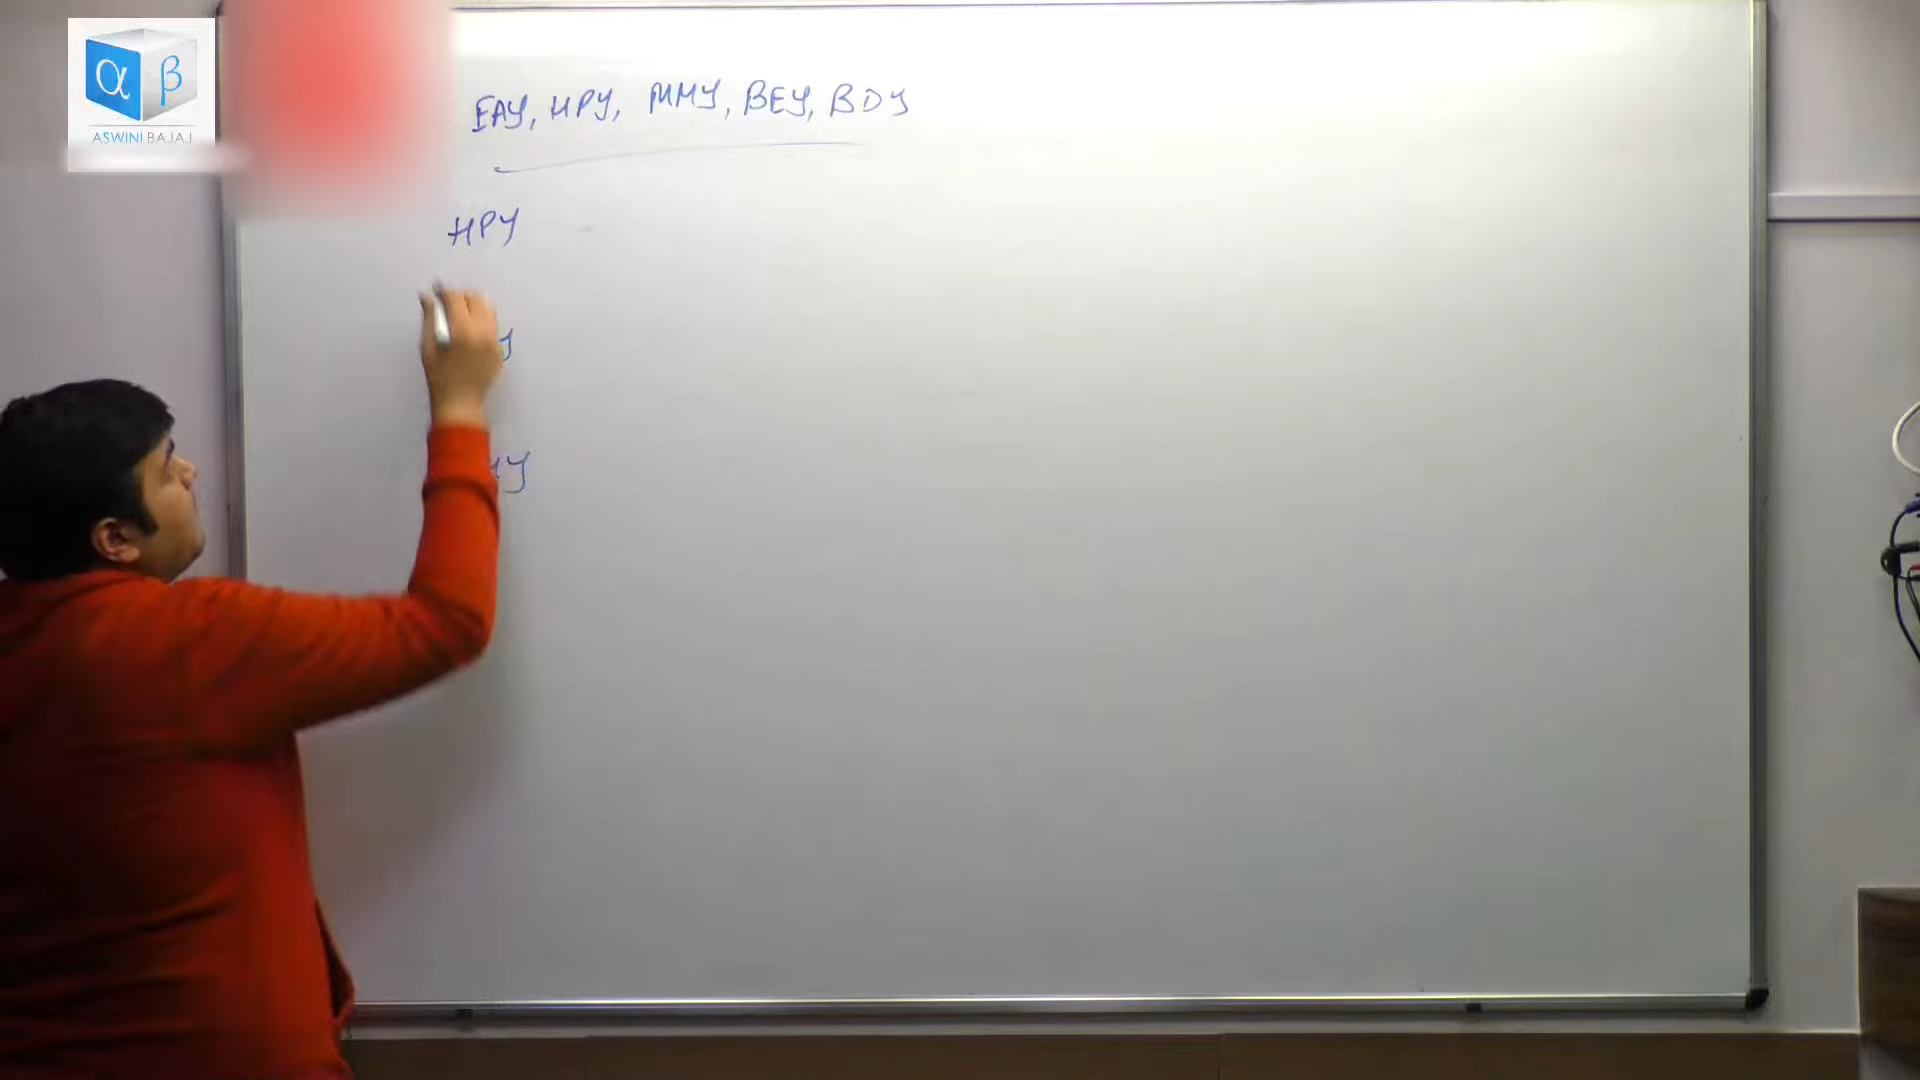 α β
ASWINI BAJAJ
EAY, HPY, MMY, BEY, BDY
HPY